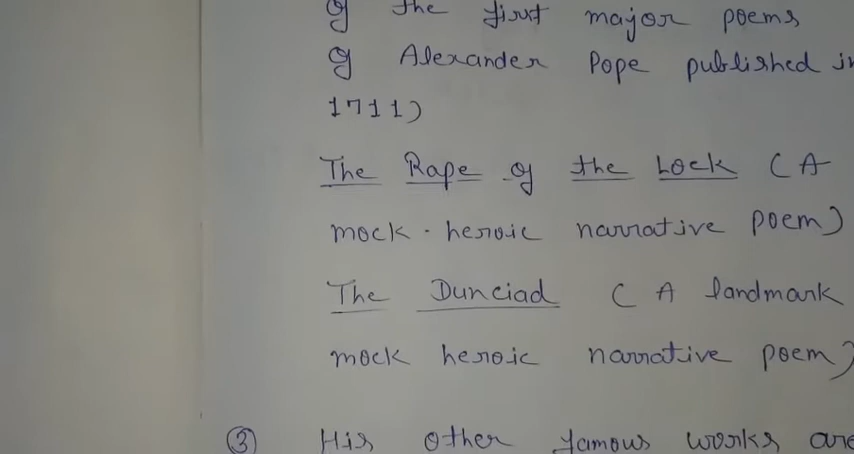 of the first major poems
of Alexander Pope published in
1711)
The Rape of the Lock (A
mock-heroic narrative poem)
The Dunciad (A landmark
mock heroic narrative poem)
③ His other famous works are